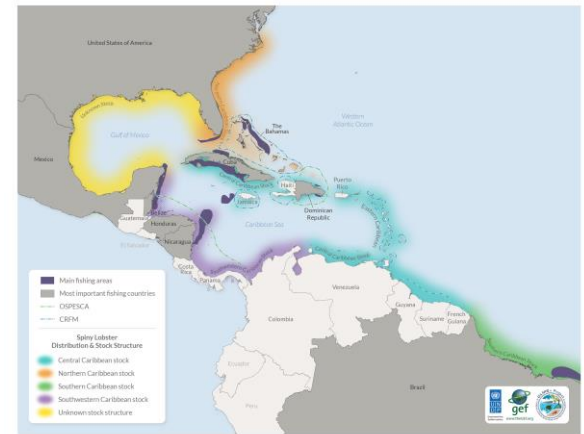 United States of America
Unknown Stock
Gulf of Mexico
Western
Atlantic Ocean
The
Bahamas
Mexico
Cuba
Haiti
Puerto
Rico
Jamaica
Dominican
Republic
Belize
Guatemala
Honduras
El Salvador
Nicaragua
Caribbean Sea
Costa
Rica
Panama
Venezuela
Guyana
Suriname
French
Guiana
Colombia
Ecuador
Peru
Brazil
Main fishing areas
Most important fishing countries
OSPESCA
CRFM
Spiny Lobster
Distribution & Stock Structure
Central Caribbean stock
Northern Caribbean stock
Southern Caribbean stock
Southwestern Caribbean stock
Unknown stock structure
gef